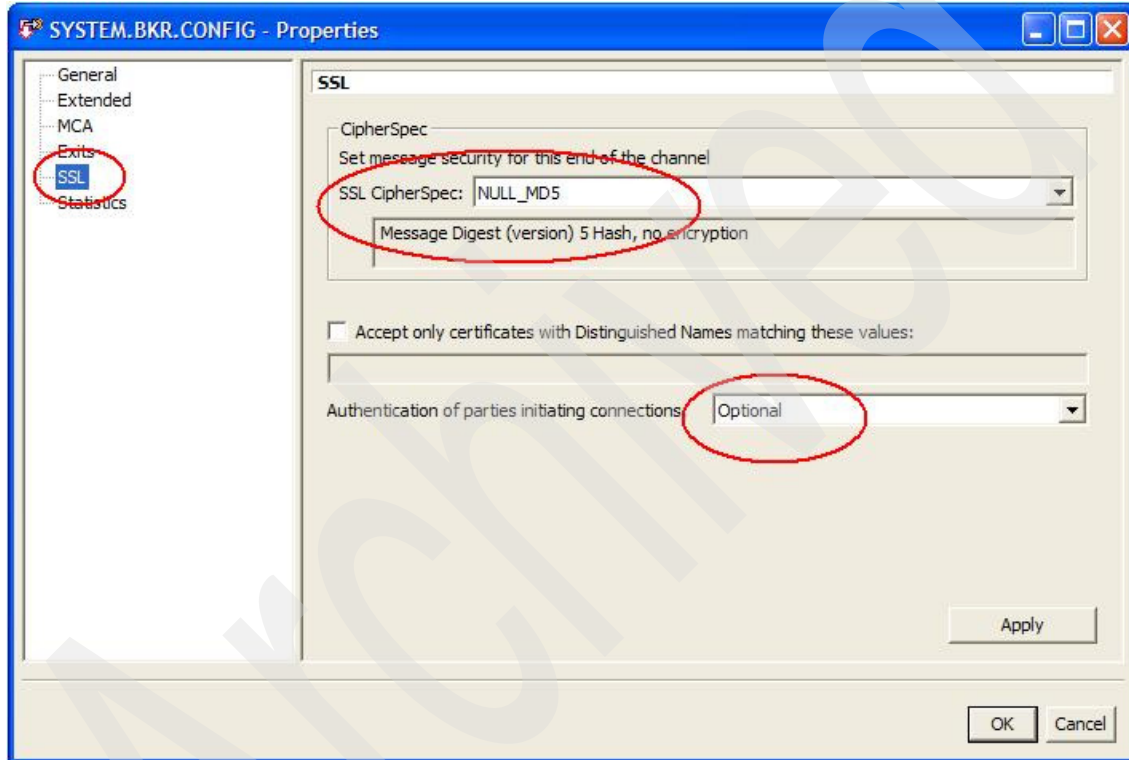 SYSTEM.BKR.CONFIG - Properties
General
Extended
MCA
Exits
SSL
Statistics
SSL
CipherSpec
Set message security for this end of the channel
SSL CipherSpec: NULL_MD5
Message Digest (version) 5 Hash, no encryption
Accept only certificates with Distinguished Names matching these values:
Authentication of parties initiating connections Optional
Apply
OK Cancel
Archived